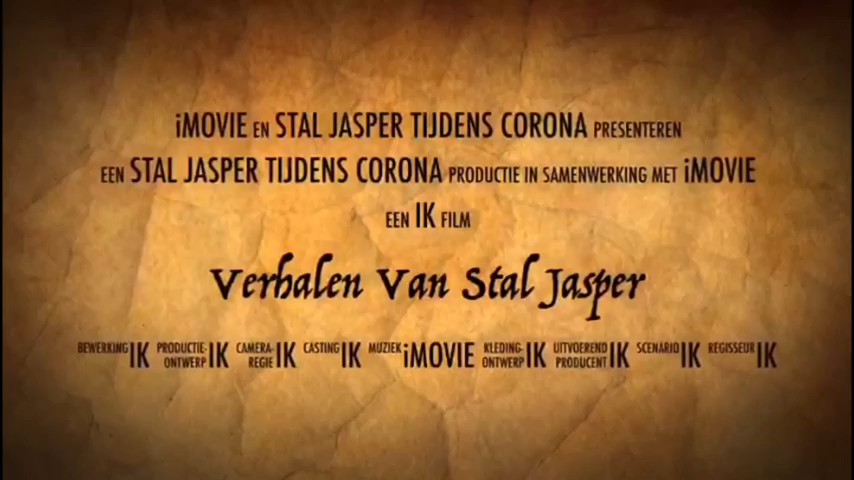 iMOVIE EN STAL JASPER TIJDENS CORONA PRESENTEREN
EEN STAL JASPER TIJDENS CORONA PRODUCTIE IN SAMENWERKING MET iMOVIE
EEN IK FILM
Verhalen Van Stal Jasper
BEWERKING IK PRODUCTIE-ONTWERP IK CAMERA-REGIE IK CASTING IK MUZIEK iMOVIE KLEDING-ONTWERP IK UITVOEREND PRODUCENT IK SCENARIO IK REGISSEUR IK